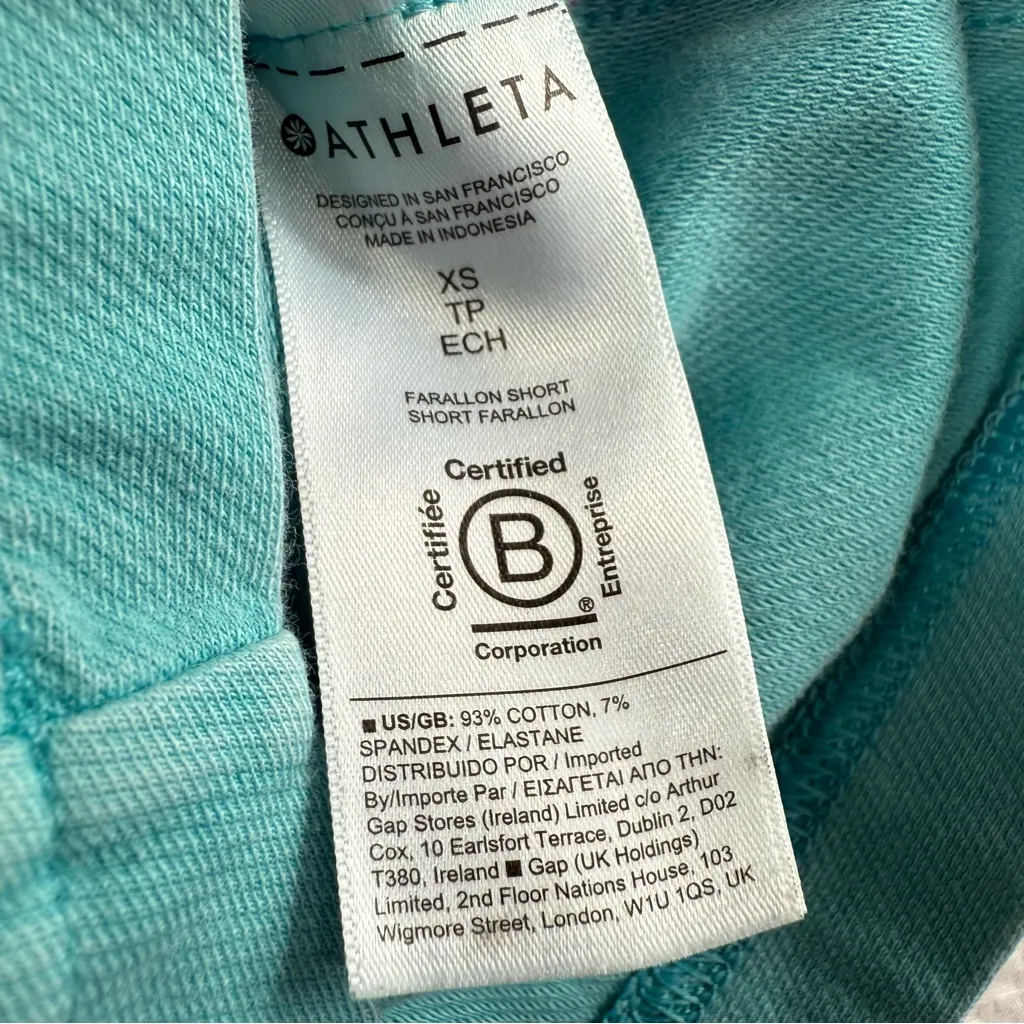 ATHLETA
DESIGNED IN SAN FRANCISCO
CONÇU À SAN FRANCISCO
MADE IN INDONESIA
XS
TP
ECH
FARALLON SHORT
SHORT FARALLON
Certified
Certifiée
B
Entreprise
®
Corporation
■ US/GB: 93% COTTON, 7%
SPANDEX / ELASTANE
DISTRIBUIDO POR / Imported
By/Importe Par / ΕΙΣΑΓΕΤΑΙ ΑΠΟ ΤΗΝ:
Gap Stores (Ireland) Limited c/o Arthur
Cox, 10 Earlsfort Terrace, Dublin 2, D02
T380, Ireland ■ Gap (UK Holdings)
Limited, 2nd Floor Nations House, 103
Wigmore Street, London, W1U 1QS, UK